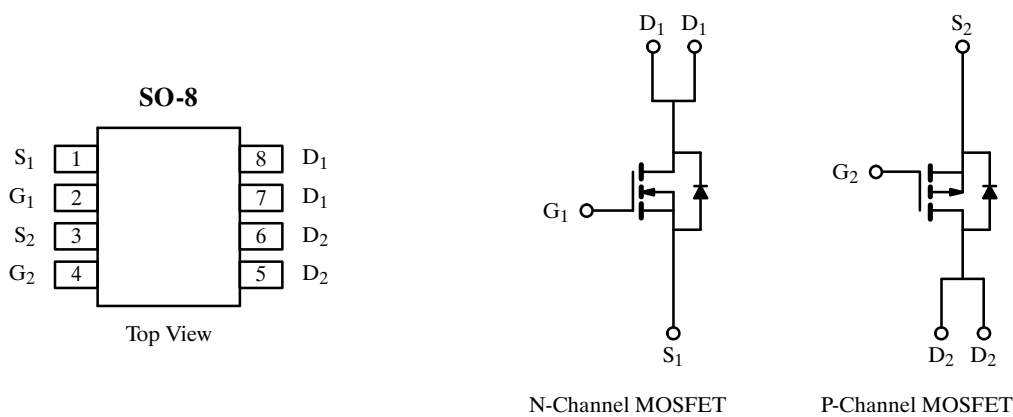 SO-8
S1 1 8 D1
G1 2 7 D1
S2 3 6 D2
G2 4 5 D2
Top View
D1 D1
G1
S1
N-Channel MOSFET
S2
G2
D2 D2
P-Channel MOSFET